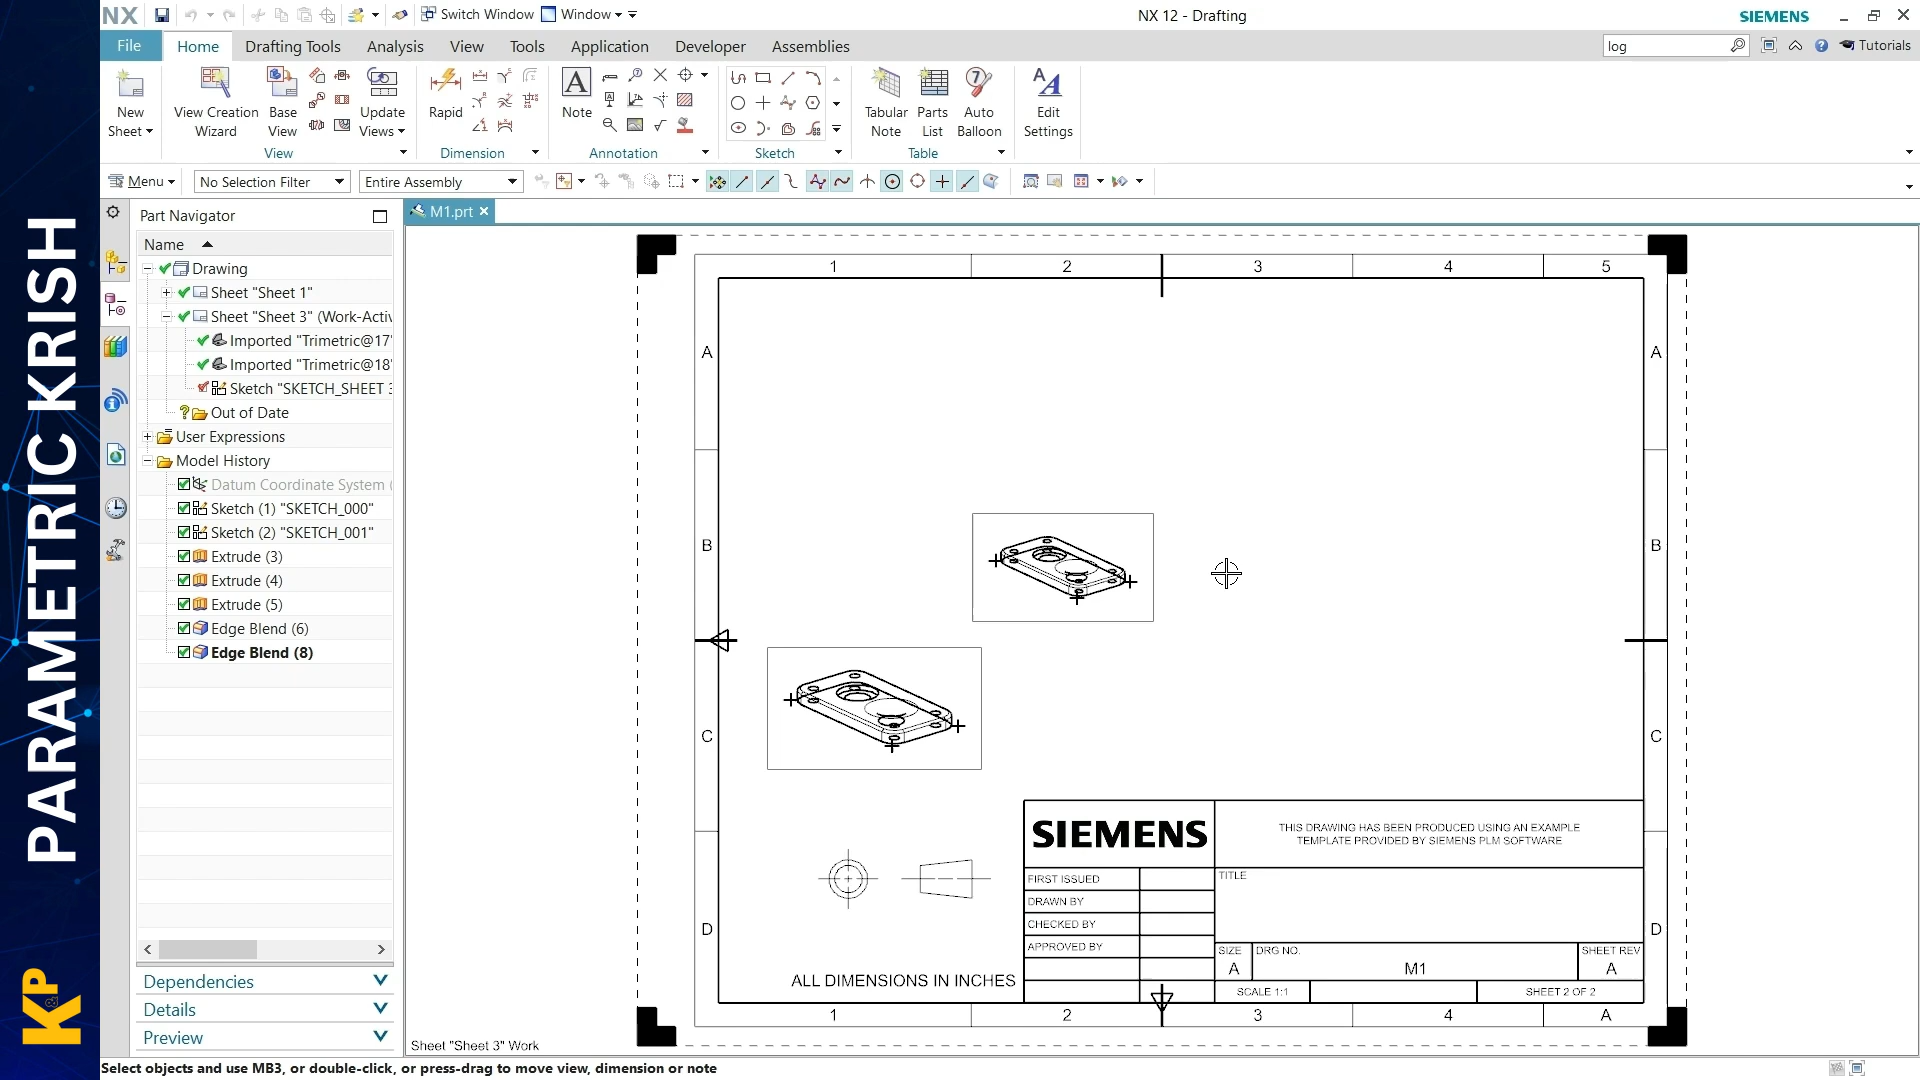 PARAMETRIC KRISH
KP
NX
Switch Window
Window
NX 12 - Drafting
SIEMENS
File
Home
Drafting Tools
Analysis
View
Tools
Application
Developer
Assemblies
log
Tutorials
New
Sheet
View Creation
Wizard
Base
View
Update
Views
View
Rapid
Dimension
A
Note
Annotation
Sketch
Tabular
Note
Parts
List
Auto
Balloon
Table
Edit
Settings
Menu
No Selection Filter
Entire Assembly
Part Navigator
M1.prt
Name
Drawing
Sheet "Sheet 1"
Sheet "Sheet 3" (Work-Activ
Imported "Trimetric@17"
Imported "Trimetric@18"
Sketch "SKETCH_SHEET 3
Out of Date
User Expressions
Model History
Datum Coordinate System (
Sketch (1) "SKETCH_000"
Sketch (2) "SKETCH_001"
Extrude (3)
Extrude (4)
Extrude (5)
Edge Blend (6)
Edge Blend (8)
Dependencies
Details
Preview
1 2 3 4 5
A A
B B
C C
D D
SIEMENS
THIS DRAWING HAS BEEN PRODUCED USING AN EXAMPLE
TEMPLATE PROVIDED BY SIEMENS PLM SOFTWARE
FIRST ISSUED
DRAWN BY
CHECKED BY
APPROVED BY
TITLE
SIZE
A
DRG NO.
M1
SHEET REV
A
SCALE 1:1
SHEET 2 OF 2
ALL DIMENSIONS IN INCHES
1 2 3 4 A
Sheet "Sheet 3" Work
Select objects and use MB3, or double-click, or press-drag to move view, dimension or note